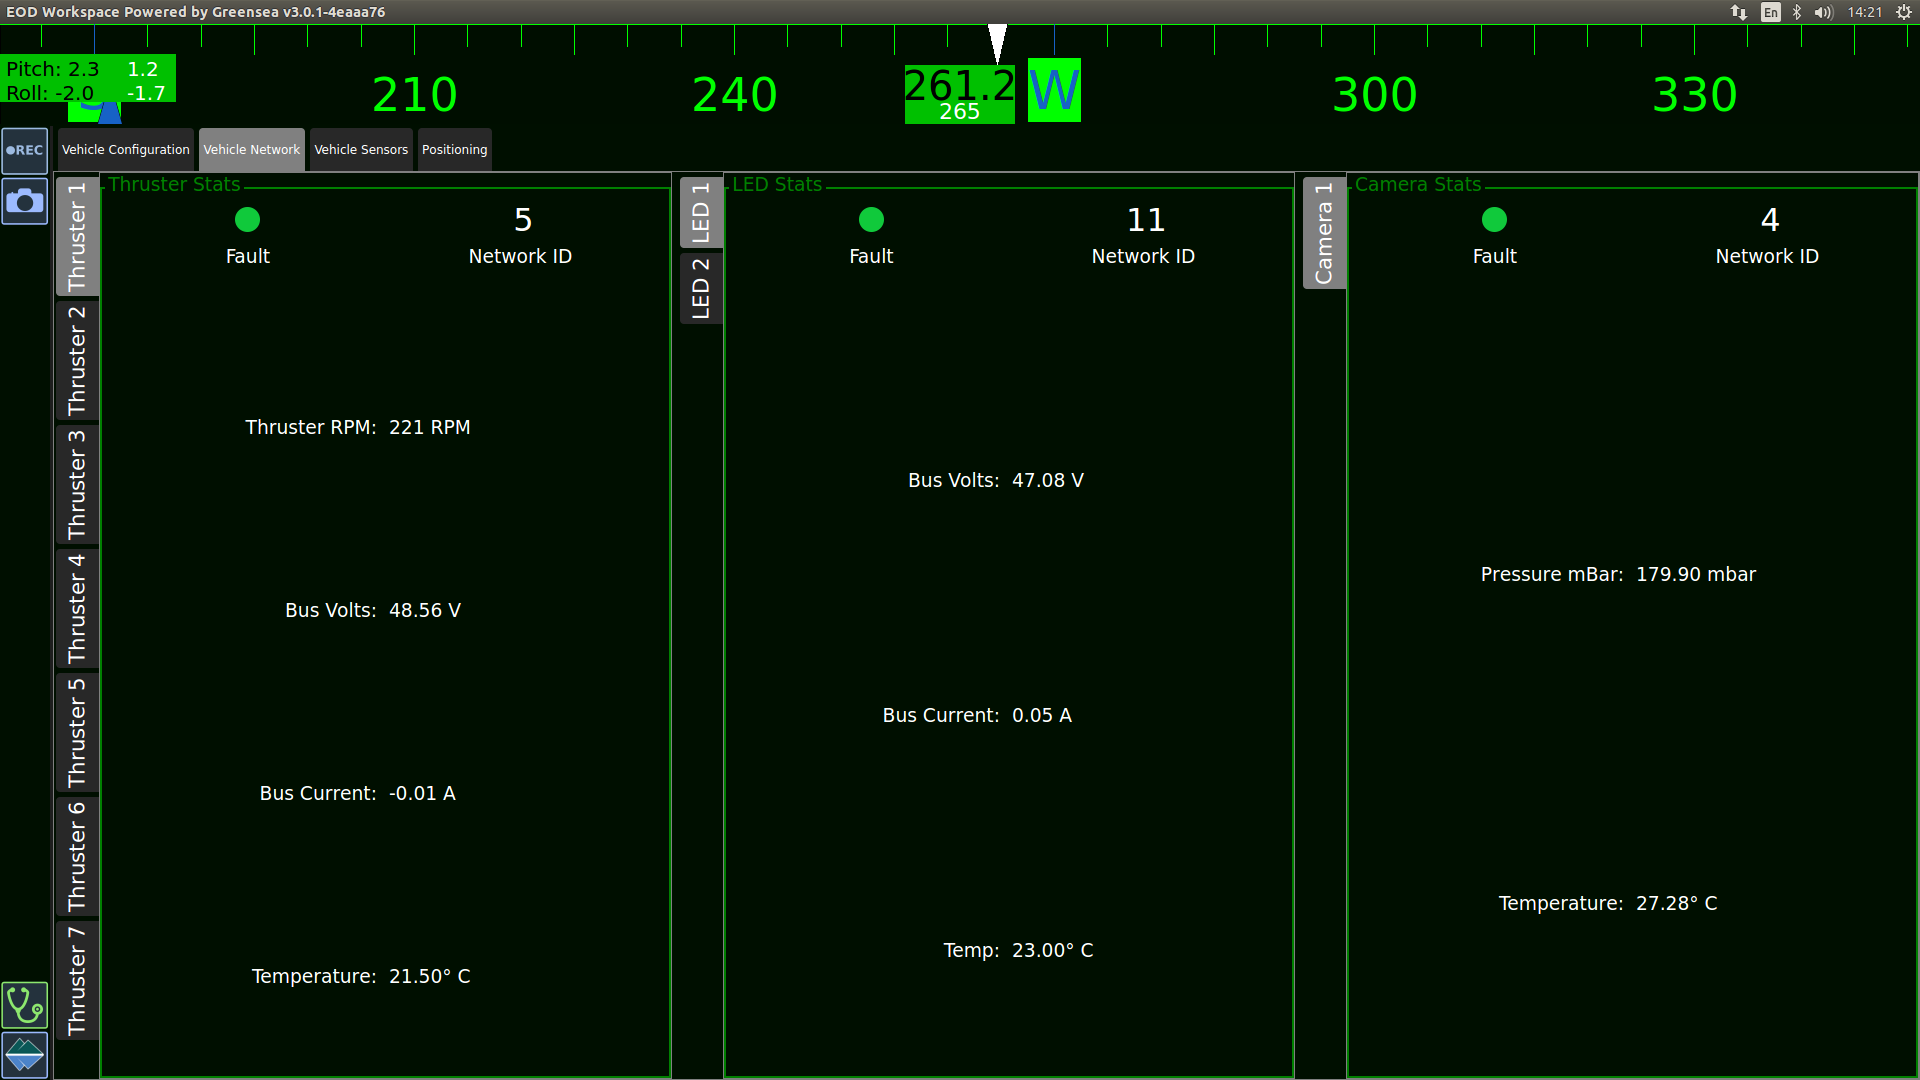 EOD Workspace Powered by Greensea v3.0.1-4eaaa76
En
14:21
Pitch: 2.3 1.2
Roll: -2.0 -1.7
210
240
261.2
265
W
300
330
REC
Vehicle Configuration
Vehicle Network
Vehicle Sensors
Positioning
Thruster 1
Thruster 2
Thruster 3
Thruster 4
Thruster 5
Thruster 6
Thruster 7
Thruster Stats
5
Fault
Network ID
Thruster RPM: 221 RPM
Bus Volts: 48.56 V
Bus Current: -0.01 A
Temperature: 21.50° C
LED 1
LED 2
LED Stats
11
Fault
Network ID
Bus Volts: 47.08 V
Bus Current: 0.05 A
Temp: 23.00° C
Camera 1
Camera Stats
4
Fault
Network ID
Pressure mBar: 179.90 mbar
Temperature: 27.28° C